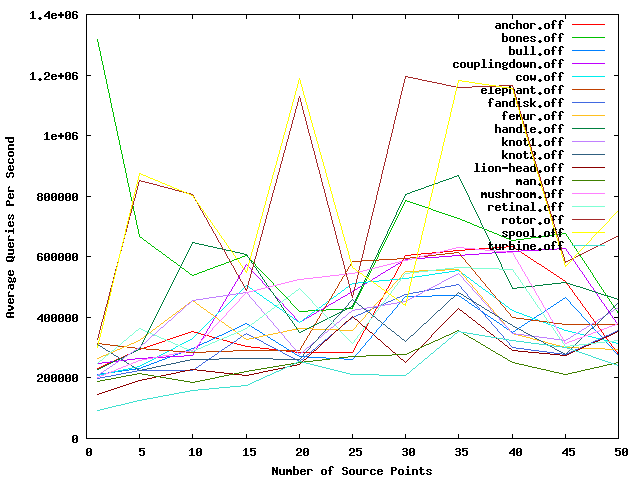 1.4e+06
1.2e+06
1e+06
800000
600000
400000
200000
0
Average Queries Per Second
anchor.off
bones.off
bull.off
couplingdown.off
cow.off
elephant.off
fandisk.off
femur.off
handle.off
knot1.off
knot2.off
lion-head.off
man.off
mushroom.off
retinal.off
rotor.off
spool.off
turbine.off
0 5 10 15 20 25 30 35 40 45 50
Number of Source Points